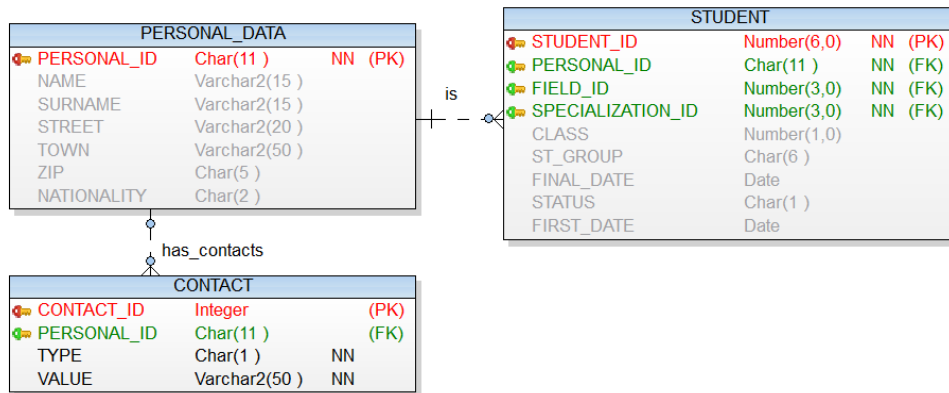 PERSONAL_DATA
PERSONAL_ID Char(11 ) NN (PK)
NAME Varchar2(15 )
SURNAME Varchar2(15 )
STREET Varchar2(20 )
TOWN Varchar2(50 )
ZIP Char(5 )
NATIONALITY Char(2 )
is
STUDENT
STUDENT_ID Number(6,0) NN (PK)
PERSONAL_ID Char(11 ) NN (FK)
FIELD_ID Number(3,0) NN (FK)
SPECIALIZATION_ID Number(3,0) NN (FK)
CLASS Number(1,0)
ST_GROUP Char(6 )
FINAL_DATE Date
STATUS Char(1 )
FIRST_DATE Date
has_contacts
CONTACT
CONTACT_ID Integer (PK)
PERSONAL_ID Char(11 ) (FK)
TYPE Char(1 ) NN
VALUE Varchar2(50 ) NN